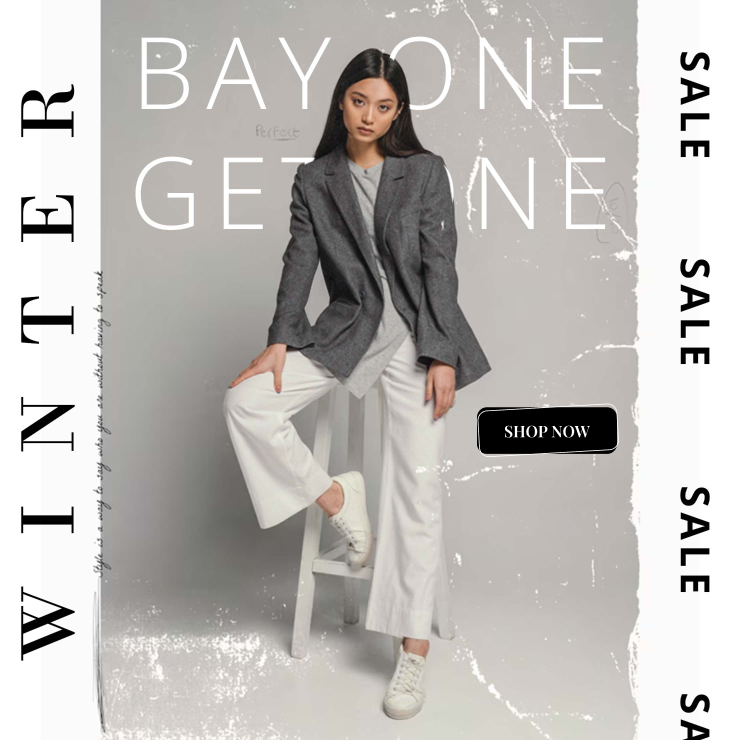 BAY ONE
Perfect
GET ONE
WINTER
Style is a way to say who you are without having to speak
SHOP NOW
SALE
SALE
SALE
SA